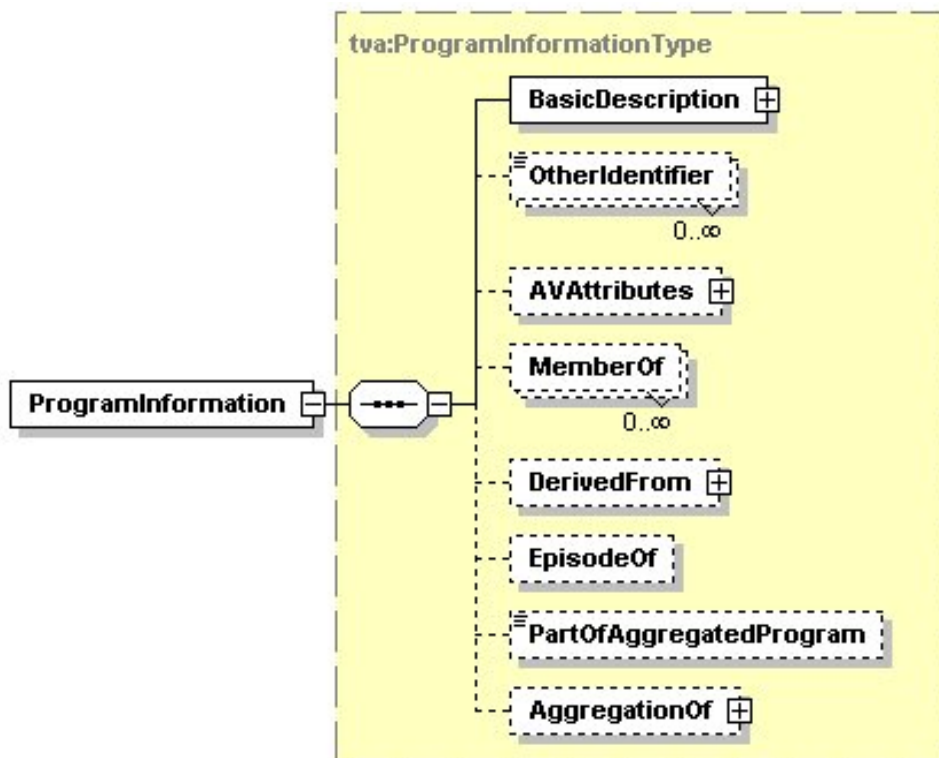 tva:ProgramInformationType
BasicDescription
OtherIdentifier
0..∞
AVAttributes
MemberOf
0..∞
ProgramInformation
DerivedFrom
EpisodeOf
PartOfAggregatedProgram
AggregationOf